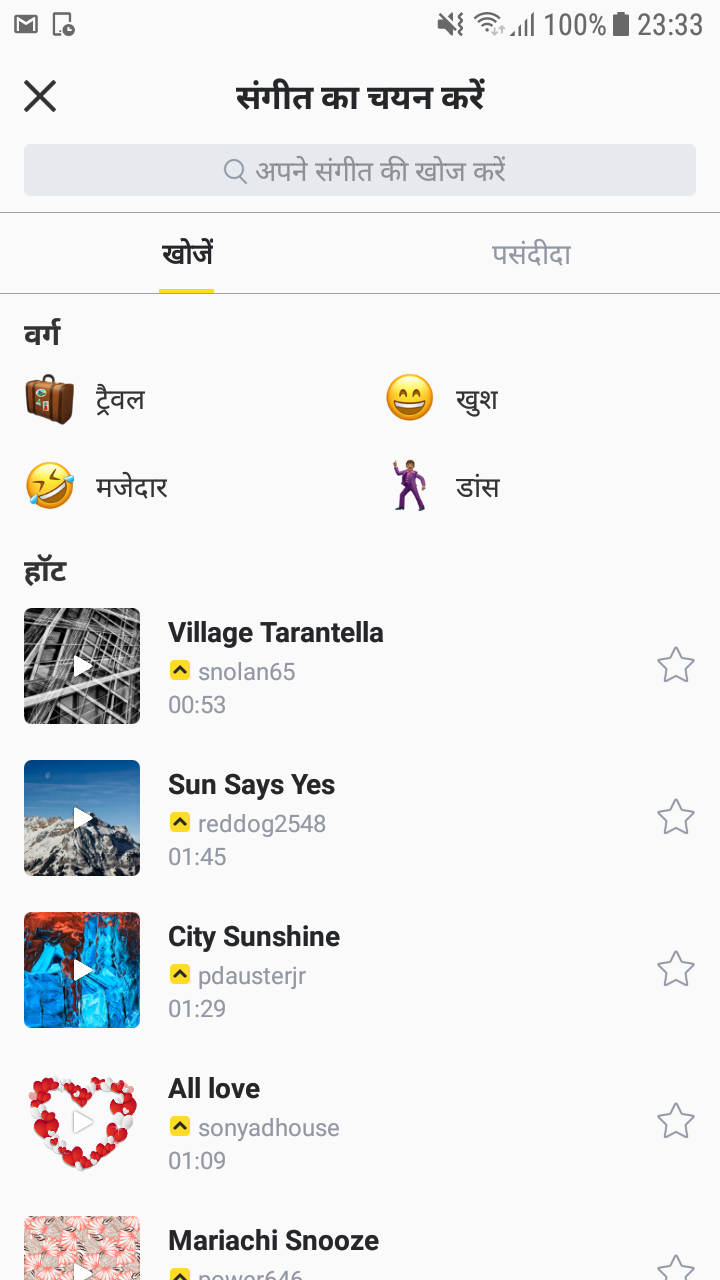 100% 23:33
संगीत का चयन करें
अपने संगीत की खोज करें
खोजें पसंदीदा
वर्ग
ट्रैवल खुश
मजेदार डांस
हॉट
Village Tarantella
snolan65
00:53
Sun Says Yes
reddog2548
01:45
City Sunshine
pdausterjr
01:29
All love
sonyadhouse
01:09
Mariachi Snooze
power646